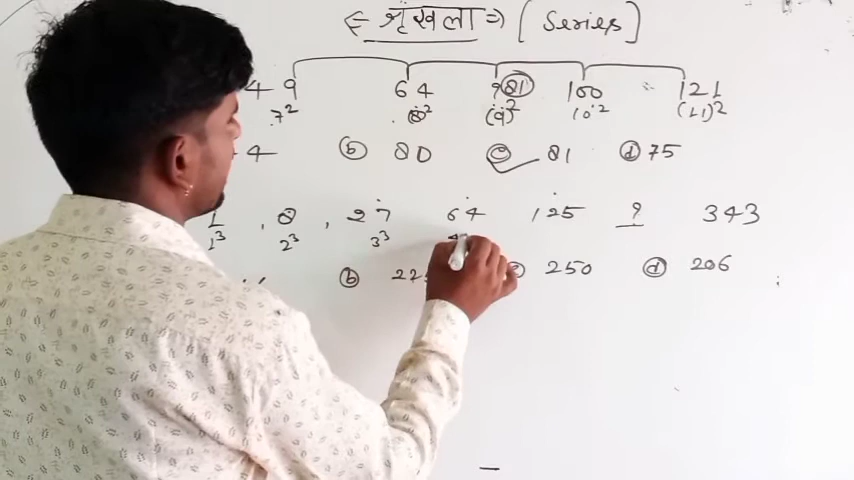 ⇐ शृंखला ⇒ [ Series ]
49 64 ? 81 100 121
7² 8² (9)² 10² (11)²
4 (b) 80 (c) 81 (d) 75
1 , 8 , 27 64 125 ? 343
1³ 2³ 3³ 4
(b) 22 (c) 250 (d) 206